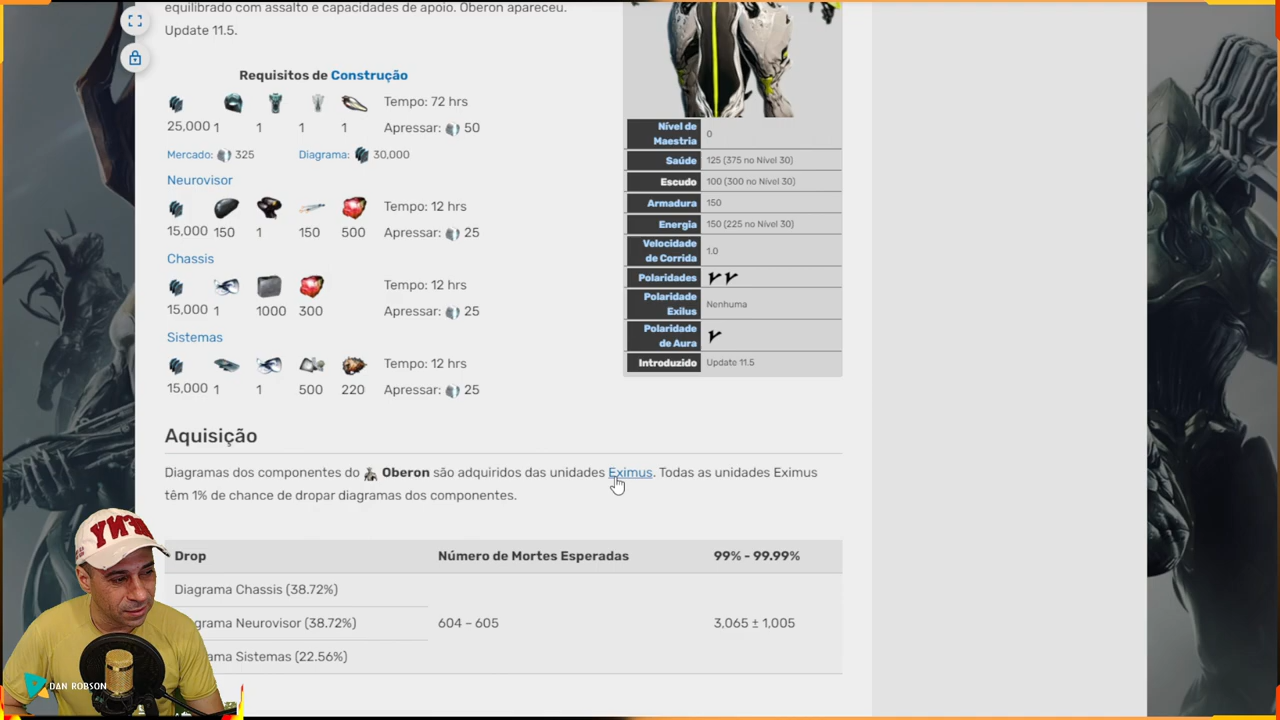 equilibrado com assalto e capacidades de apoio. Oberon apareceu.
Update 11.5.
Requisitos de Construção
Tempo: 72 hrs
25,000 1 1 1 1 Apressar: 50
Mercado: 325 Diagrama: 30,000
Neurovisor
Tempo: 12 hrs
15,000 150 1 150 500 Apressar: 25
Chassis
Tempo: 12 hrs
15,000 1 1000 300 Apressar: 25
Sistemas
Tempo: 12 hrs
15,000 1 1 500 220 Apressar: 25
Nível de
Maestria 0
Saúde 125 (375 no Nível 30)
Escudo 100 (300 no Nível 30)
Armadura 150
Energia 150 (225 no Nível 30)
Velocidade
de Corrida 1.0
Polaridades
Polaridade
Exilus Nenhuma
Polaridade
de Aura
Introduzido Update 11.5
Aquisição
Diagramas dos componentes do Oberon são adquiridos das unidades Eximus. Todas as unidades Eximus
têm 1% de chance de dropar diagramas dos componentes.
Drop Número de Mortes Esperadas 99% - 99.99%
Diagrama Chassis (38.72%)
grama Neurovisor (38.72%) 604 – 605 3,065 ± 1,005
ama Sistemas (22.56%)
DAN ROBSON